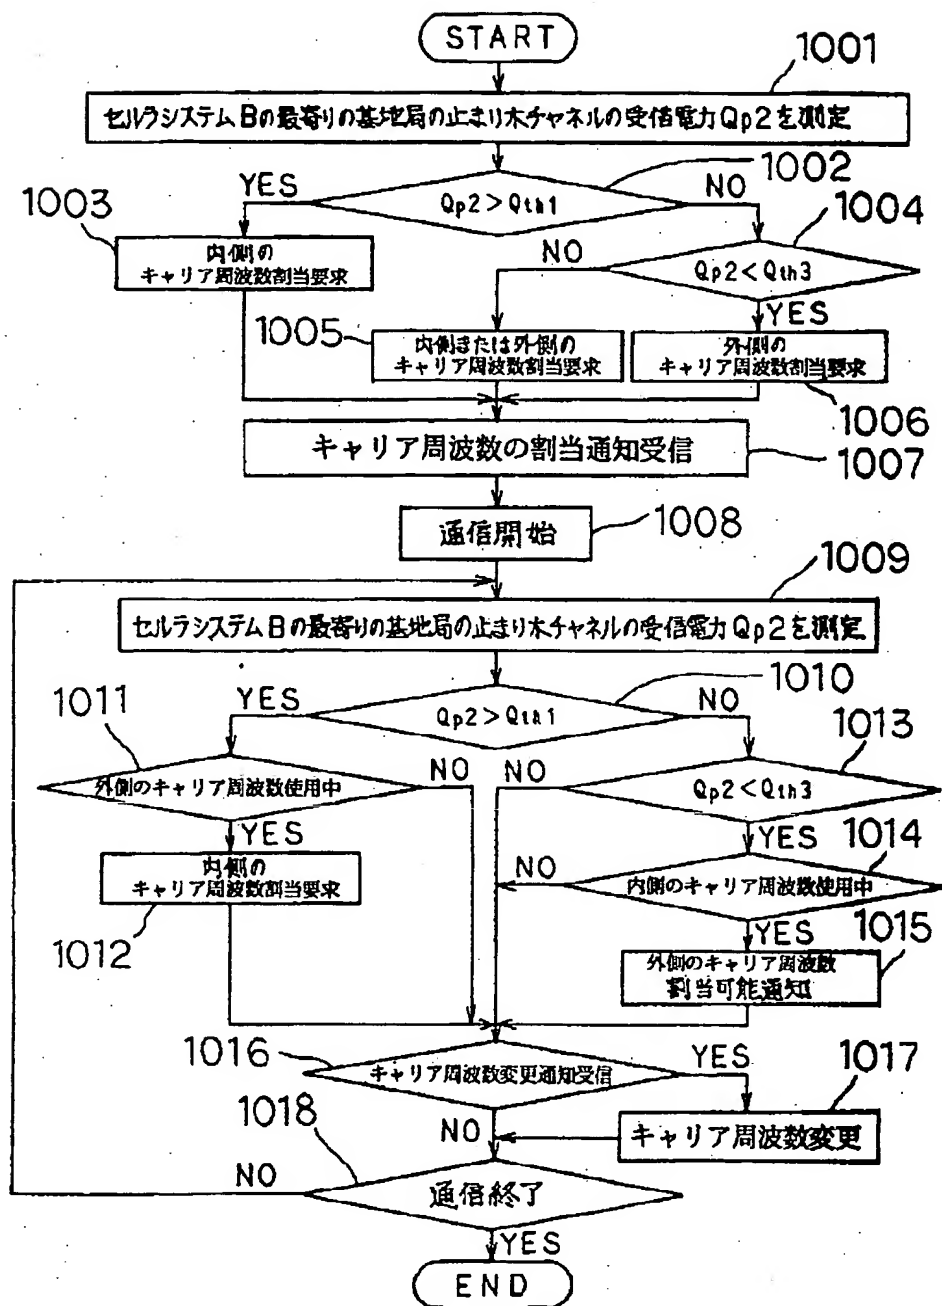 START
1001
セルラシステムBの最寄りの基地局の止まり木チャネルの受信電力Qp2を測定
1002
YES
NO
1003
Qp2>Qth1
1004
内側の
キャリア周波数割当要求
NO
Qp2<Qth3
1005
YES
内側または外側の
キャリア周波数割当要求
外側の
キャリア周波数割当要求
1006
キャリア周波数の割当通知受信
1007
通信開始
1008
1009
セルラシステムBの最寄りの基地局の止まり木チャネルの受信電力Qp2を測定
1010
1011
YES
NO
Qp2>Qth1
1013
外側のキャリア周波数使用中
NO
NO
Qp2<Qth3
YES
YES
1014
内側の
キャリア周波数割当要求
NO
内側のキャリア周波数使用中
1012
YES
1015
外側のキャリア周波数
割当可能通知
1016
キャリア周波数変更通知受信
YES
1017
1018
NO
キャリア周波数変更
NO
通信終了
YES
END